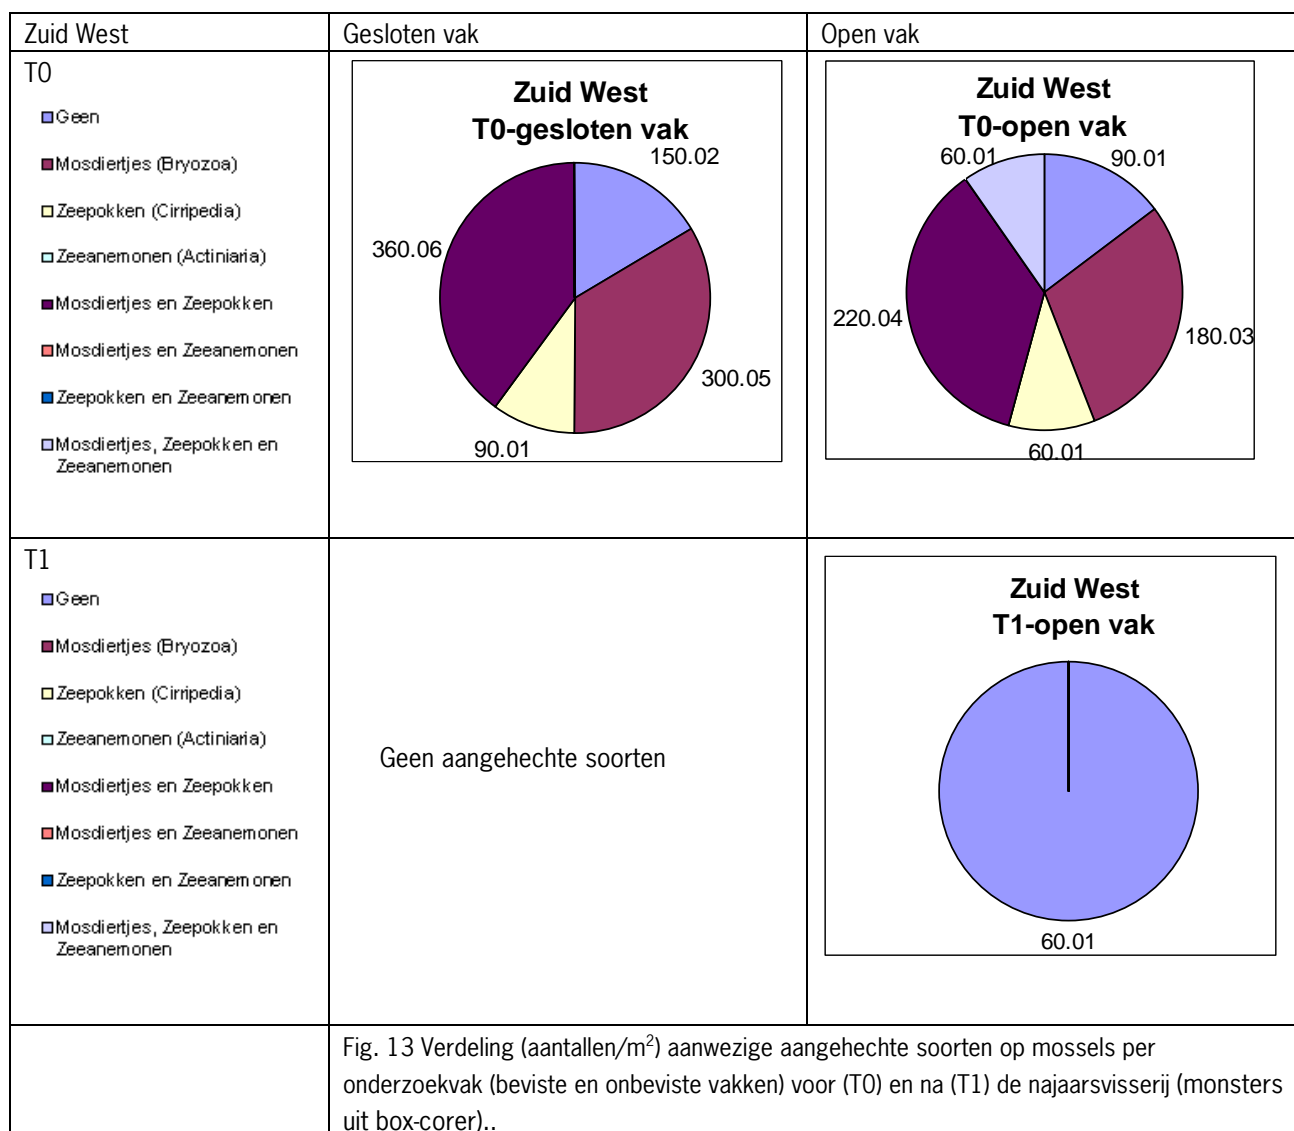 Zuid West
Gesloten vak
Open vak
T0
Geen
Mosdiertjes (Bryozoa)
Zeepokken (Cirripedia)
Zeeanemonen (Actiniaria)
Mosdiertjes en Zeepokken
Mosdiertjes en Zeeanemonen
Zeepokken en Zeeanemonen
Mosdiertjes, Zeepokken en
Zeeanemonen
Zuid West
T0-gesloten vak
150.02
360.06
300.05
90.01
Zuid West
T0-open vak
60.01
90.01
220.04
180.03
60.01
T1
Geen
Mosdiertjes (Bryozoa)
Zeepokken (Cirripedia)
Zeeanemonen (Actiniaria)
Mosdiertjes en Zeepokken
Mosdiertjes en Zeeanemonen
Zeepokken en Zeeanemonen
Mosdiertjes, Zeepokken en
Zeeanemonen
Geen aangehechte soorten
Zuid West
T1-open vak
60.01
Fig. 13 Verdeling (aantallen/m²) aanwezige aangehechte soorten op mossels per
onderzoekvak (beviste en onbeviste vakken) voor (T0) en na (T1) de najaarsvisserij (monsters
uit box-corer)..